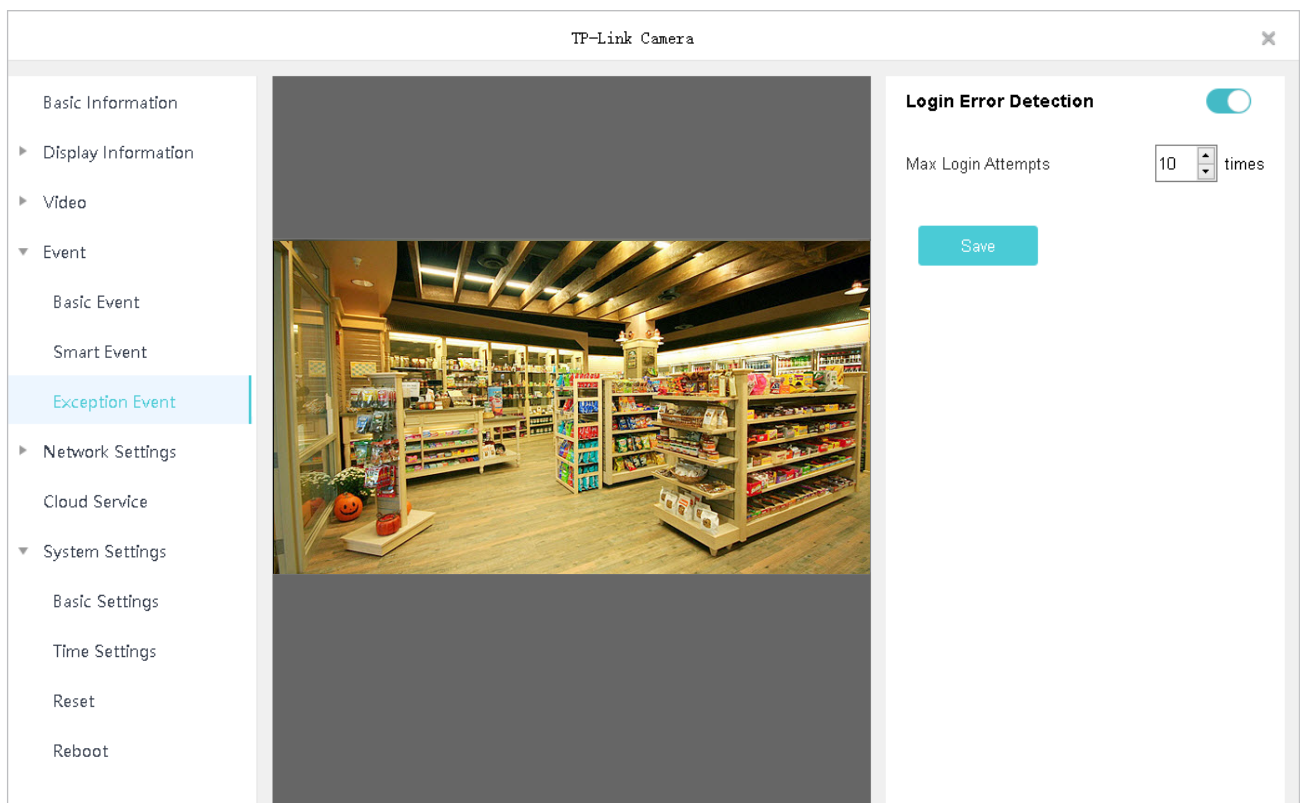 TP-Link Camera
Basic Information
Display Information
Video
Event
Basic Event
Smart Event
Exception Event
Network Settings
Cloud Service
System Settings
Basic Settings
Time Settings
Reset
Reboot
Login Error Detection
Max Login Attempts 10 times
Save